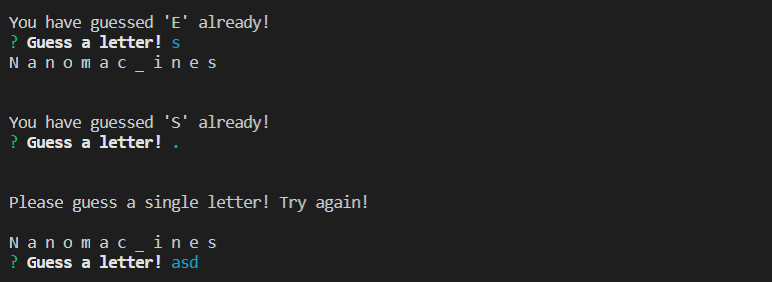 You have guessed 'E' already!
? Guess a letter! s
N a n o m a c _ i n e s
You have guessed 'S' already!
? Guess a letter! .
Please guess a single letter! Try again!
N a n o m a c _ i n e s
? Guess a letter! asd